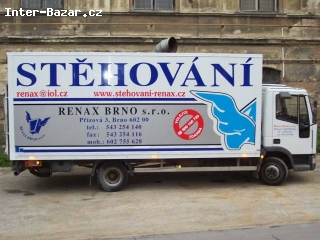 Inter-Bazar.cz
STĚHOVÁNÍ
renax@iol.cz www.stehovani-renax.cz
RENAX BRNO s.r.o.
Přízová 3, Brno 602 00
tel.: 543 254 140
fax: 543 254 116
mob.: 602 755 628